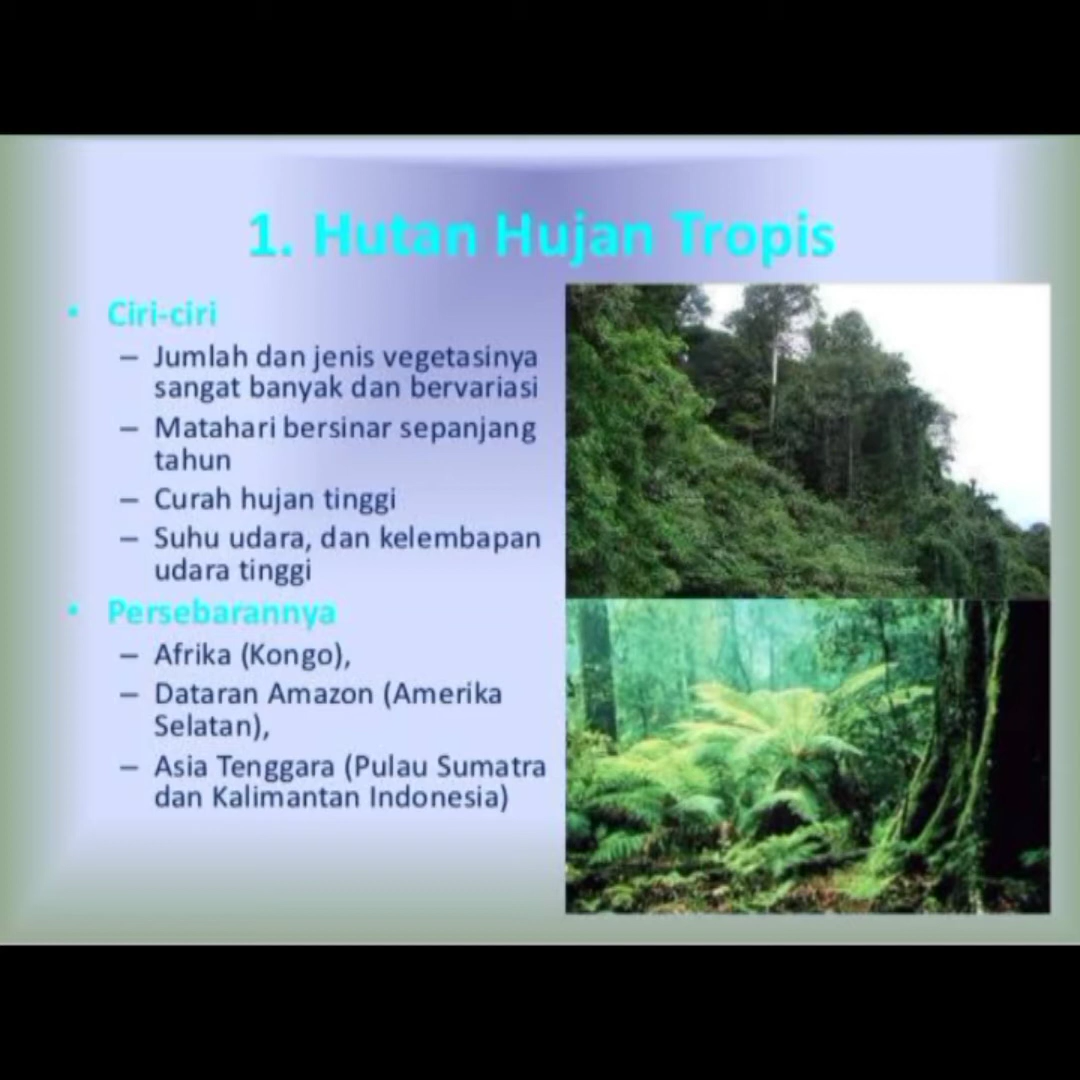 1. Hutan Hujan Tropis
• Ciri-ciri
– Jumlah dan jenis vegetasinya
sangat banyak dan bervariasi
– Matahari bersinar sepanjang
tahun
– Curah hujan tinggi
– Suhu udara, dan kelembapan
udara tinggi
• Persebarannya
– Afrika (Kongo),
– Dataran Amazon (Amerika
Selatan),
– Asia Tenggara (Pulau Sumatra
dan Kalimantan Indonesia)